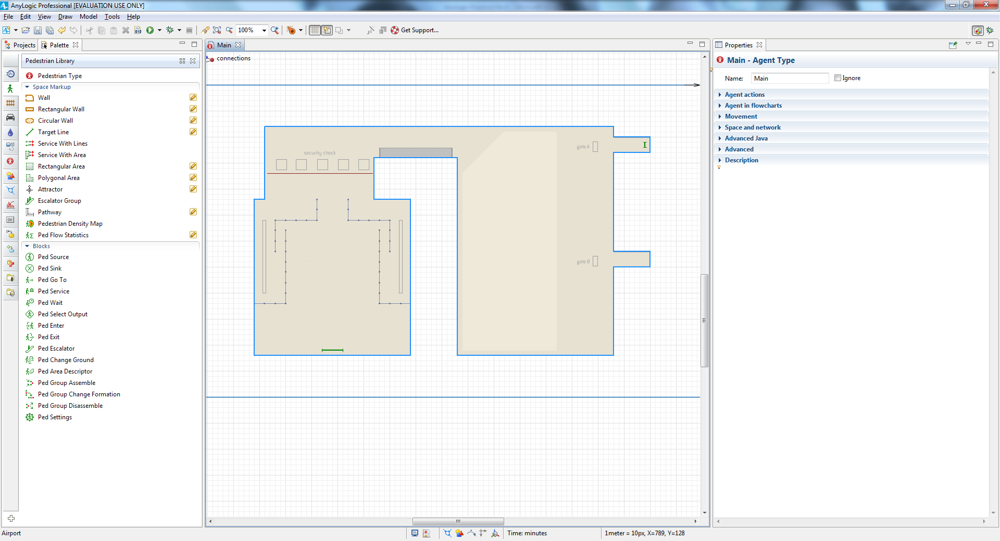 AnyLogic Professional [EVALUATION USE ONLY]
File Edit View Draw Model Tools Help
100% Get Support...
Projects Palette
Pedestrian Library
Pedestrian Type
Space Markup
Wall
Rectangular Wall
Circular Wall
Target Line
Service With Lines
Service With Area
Rectangular Area
Polygonal Area
Attractor
Escalator Group
Pathway
Pedestrian Density Map
Ped Flow Statistics
Blocks
Ped Source
Ped Sink
Ped Go To
Ped Service
Ped Wait
Ped Select Output
Ped Enter
Ped Exit
Ped Escalator
Ped Change Ground
Ped Area Descriptor
Ped Group Assemble
Ped Group Change Formation
Ped Group Disassemble
Ped Settings
OK
Main
connections
security check
gate A
gate B
Properties
Main - Agent Type
Name: Main Ignore
Agent actions
Agent in flowcharts
Movement
Space and network
Advanced Java
Advanced
Description
Airport
Time: minutes
1meter = 10px, X=789, Y=128